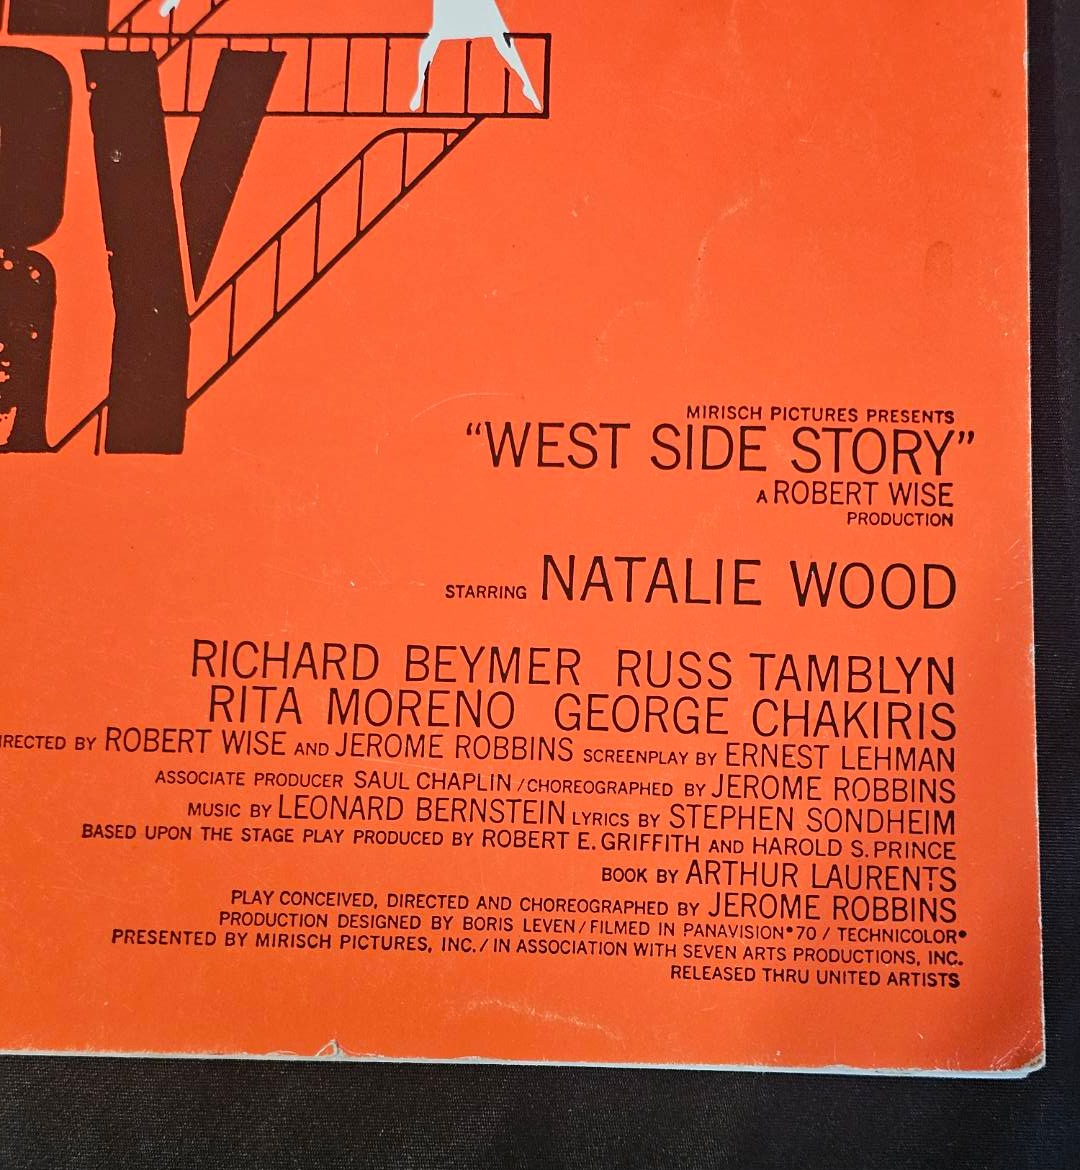 RY
MIRISCH PICTURES PRESENTS
“WEST SIDE STORY”
A ROBERT WISE
PRODUCTION
STARRING NATALIE WOOD
RICHARD BEYMER RUSS TAMBLYN
RITA MORENO GEORGE CHAKIRIS
IRECTED BY ROBERT WISE AND JEROME ROBBINS SCREENPLAY BY ERNEST LEHMAN
ASSOCIATE PRODUCER SAUL CHAPLIN / CHOREOGRAPHED BY JEROME ROBBINS
MUSIC BY LEONARD BERNSTEIN LYRICS BY STEPHEN SONDHEIM
BASED UPON THE STAGE PLAY PRODUCED BY ROBERT E. GRIFFITH AND HAROLD S. PRINCE
BOOK BY ARTHUR LAURENTS
PLAY CONCEIVED, DIRECTED AND CHOREOGRAPHED BY JEROME ROBBINS
PRODUCTION DESIGNED BY BORIS LEVEN / FILMED IN PANAVISION® 70 / TECHNICOLOR®
PRESENTED BY MIRISCH PICTURES, INC. / IN ASSOCIATION WITH SEVEN ARTS PRODUCTIONS, INC.
RELEASED THRU UNITED ARTISTS